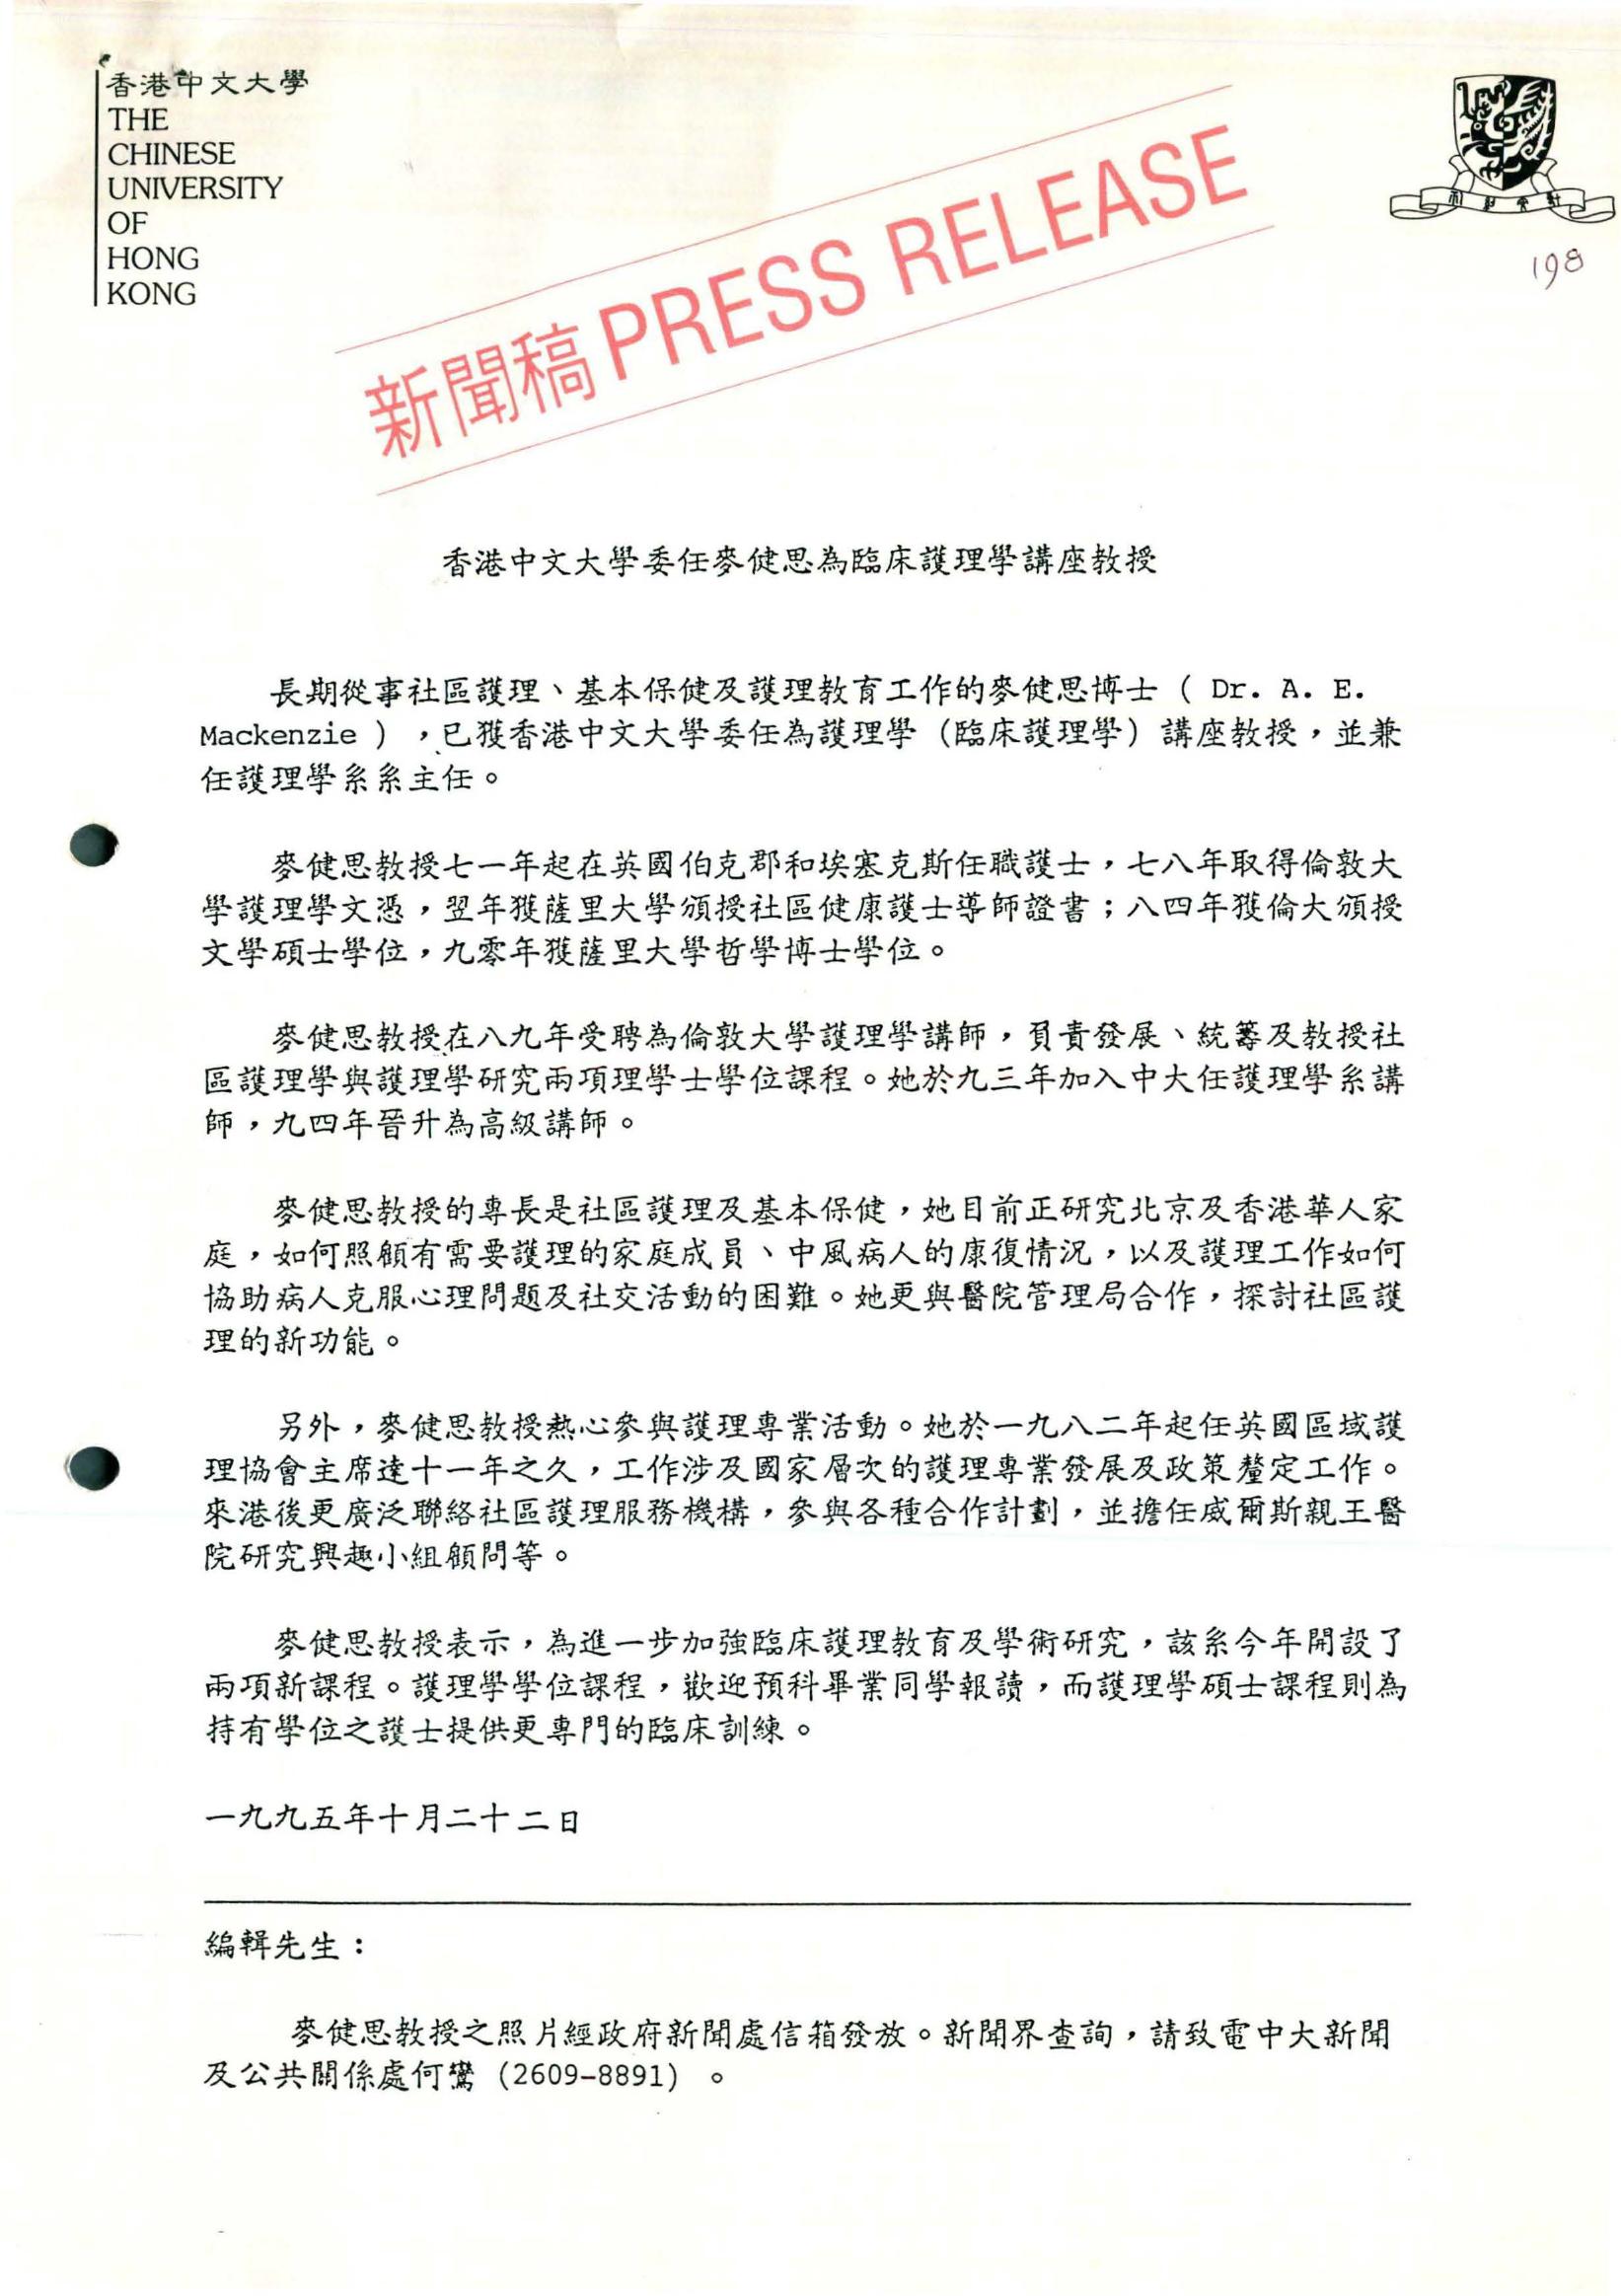 香港中文大學
THE
CHINESE
UNIVERSITY
OF
HONG
KONG
198
新聞稿 PRESS RELEASE
香港中文大學委任麥健思為臨床護理學講座教授
長期從事社區護理、基本保健及護理教育工作的麥健思博士 ( Dr. A. E.
Mackenzie ) ，已獲香港中文大學委任為護理學 (臨床護理學) 講座教授，並兼
任護理學系系主任。
麥健思教授七一年起在英國伯克郡和埃塞克斯任職護士，七八年取得倫敦大
學護理學文憑，翌年獲薩里大學頒授社區健康護士導師證書；八四年獲倫大頒授
文學碩士學位，九零年獲薩里大學哲學博士學位。
麥健思教授在八九年受聘為倫敦大學護理學講師，負責發展、統籌及教授社
區護理學與護理學研究兩項理學士學位課程。她於九三年加入中大任護理學系講
師，九四年晉升為高級講師。
麥健思教授的專長是社區護理及基本保健，她目前正研究北京及香港華人家
庭，如何照顧有需要護理的家庭成員、中風病人的康復情況，以及護理工作如何
協助病人克服心理問題及社交活動的困難。她更與醫院管理局合作，探討社區護
理的新功能。
另外，麥健思教授熱心參與護理專業活動。她於一九八二年起任英國區域護
理協會主席達十一年之久，工作涉及國家層次的護理專業發展及政策釐定工作。
來港後更廣泛聯絡社區護理服務機構，參與各種合作計劃，並擔任威爾斯親王醫
院研究興趣小組顧問等。
麥健思教授表示，為進一步加強臨床護理教育及學術研究，該系今年開設了
兩項新課程。護理學學位課程，歡迎預科畢業同學報讀，而護理學碩士課程則為
持有學位之護士提供更專門的臨床訓練。
一九九五年十月二十二日
編輯先生：
麥健思教授之照片經政府新聞處信箱發放。新聞界查詢，請致電中大新聞
及公共關係處何鸞 (2609-8891) 。